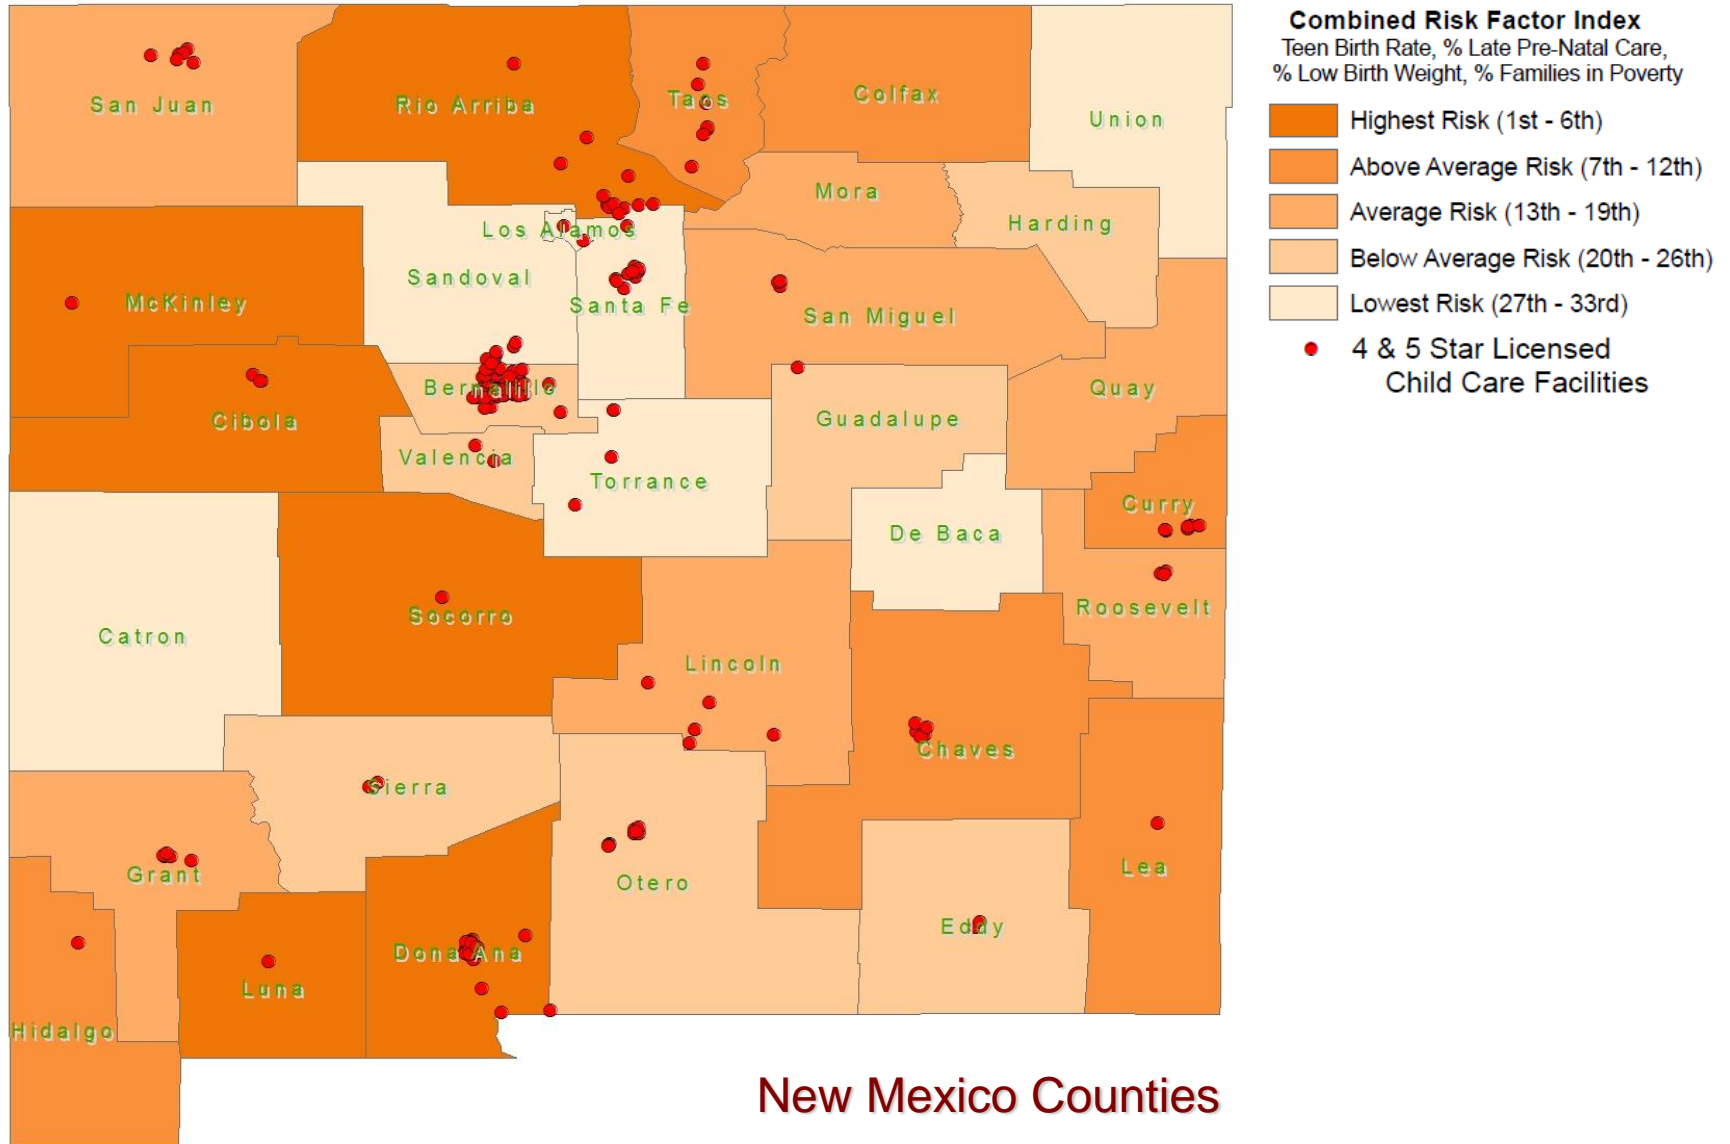 Combined Risk Factor Index
Teen Birth Rate, % Late Pre-Natal Care,
% Low Birth Weight, % Families in Poverty
Highest Risk (1st - 6th)
Above Average Risk (7th - 12th)
Average Risk (13th - 19th)
Below Average Risk (20th - 26th)
Lowest Risk (27th - 33rd)
4 & 5 Star Licensed
Child Care Facilities
San Juan
Rio Arriba
Taos
Colfax
Union
Mora
Harding
Los Alamos
Sandoval
Santa Fe
McKinley
San Miguel
Bernalillo
Quay
Cibola
Guadalupe
Valencia
Torrance
Curry
De Baca
Socorro
Roosevelt
Catron
Lincoln
Chaves
Sierra
Grant
Otero
Lea
Eddy
Dona Ana
Luna
Hidalgo
New Mexico Counties